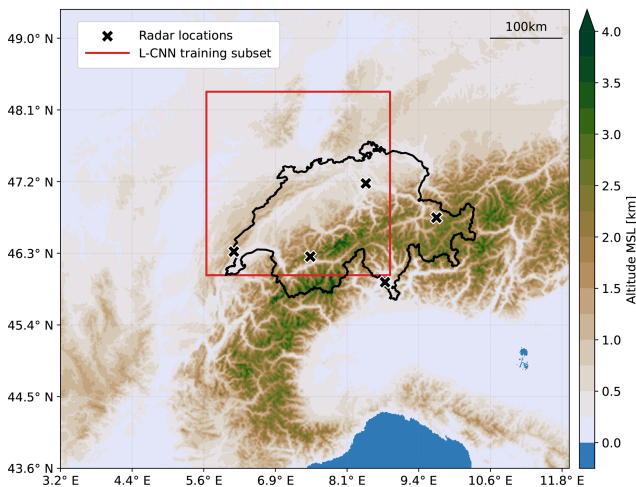 Radar locations
L-CNN training subset
100km
49.0° N
48.1° N
47.2° N
46.3° N
45.4° N
44.5° N
43.6° N
3.2° E
4.4° E
5.6° E
6.9° E
8.1° E
9.4° E
10.6° E
11.8° E
4.0
3.5
3.0
2.5
2.0
1.5
1.0
0.5
0.0
Altitude MSL [km]